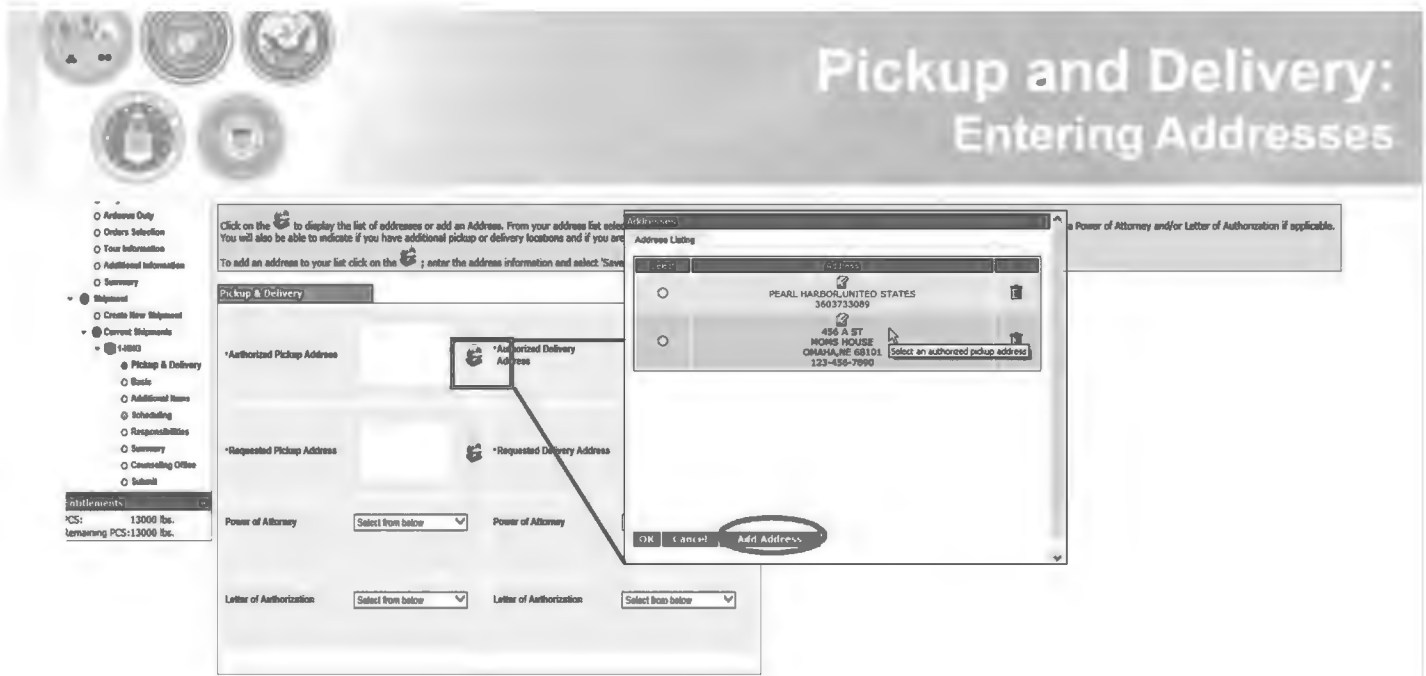 Pickup and Delivery:
Entering Addresses
Arduous Duty
Orders Selection
Tour Information
Additional Information
Summary
Shipment
Create New Shipment
Current Shipments
Pickup & Delivery
Basic
Additional Items
Scheduling
Responsibilities
Summary
Counseling Office
Submit
Entitlements
PCS: 13000 lbs.
Remaining PCS:13000 lbs.
Click on the to display the list of addresses or add an Address. From your address list selec
a Power of Attorney and/or Letter of Authorization if applicable.
You will also be able to indicate if you have additional pickup or delivery locations and if you are
To add an address to your list click on the ; enter the address information and select 'Save
Pickup & Delivery
*Authorized Pickup Address
*Authorized Delivery
Address
*Requested Pickup Address
*Requested Delivery Address
Power of Attorney
Select from below
Power of Attorney
Letter of Authorization
Select from below
Letter of Authorization
Select from below
Addresses
Address Listing
Select
Address
PEARL HARBOR,UNITED STATES
3603733089
456 A ST
MOMS HOUSE
OMAHA,NE 68101
123-456-7890
Select an authorized pickup address
OK
Cancel
Add Address